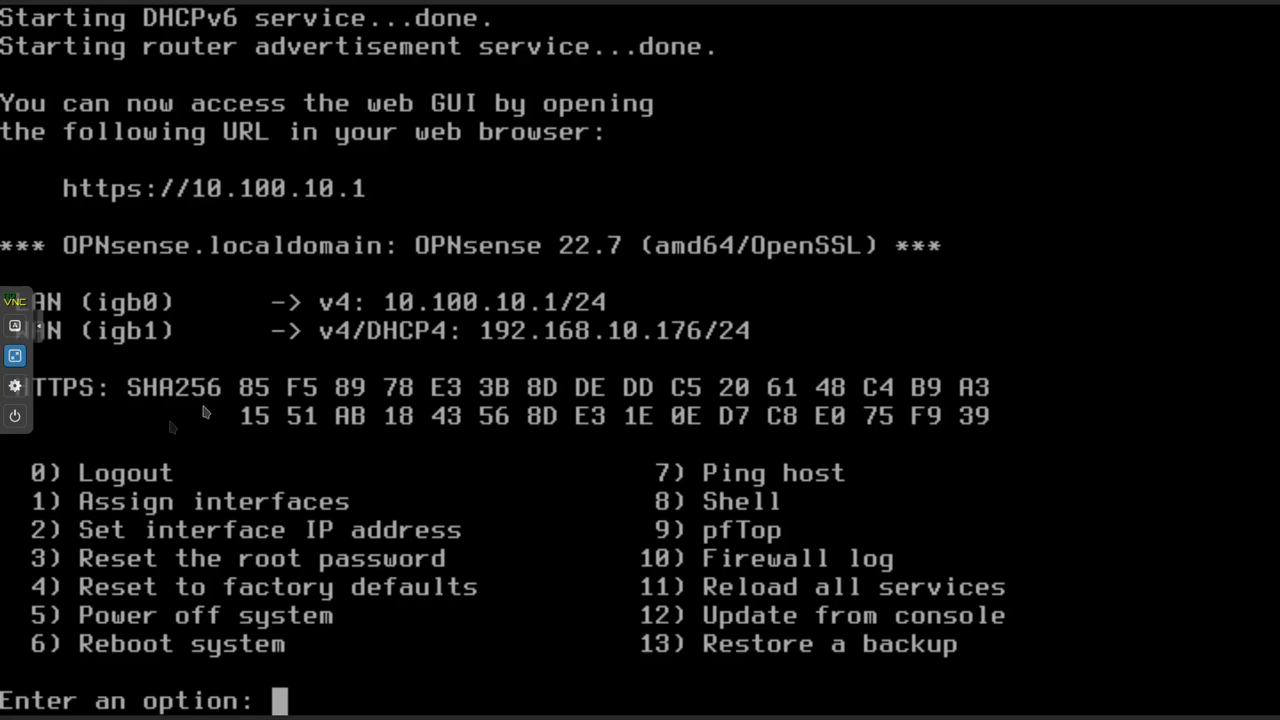 Starting DHCPv6 service...done.
Starting router advertisement service...done.
You can now access the web GUI by opening
the following URL in your web browser:
https://10.100.10.1
*** OPNsense.localdomain: OPNsense 22.7 (amd64/OpenSSL) ***
VNC
LAN (igb0) -> v4: 10.100.10.1/24
WAN (igb1) -> v4/DHCP4: 192.168.10.176/24
A
HTTPS: SHA256 85 F5 89 78 E3 3B 8D DE DD C5 20 61 48 C4 B9 A3
15 51 AB 18 43 56 8D E3 1E 0E D7 C8 E0 75 F9 39
0) Logout 7) Ping host
1) Assign interfaces 8) Shell
2) Set interface IP address 9) pfTop
3) Reset the root password 10) Firewall log
4) Reset to factory defaults 11) Reload all services
5) Power off system 12) Update from console
6) Reboot system 13) Restore a backup
Enter an option: